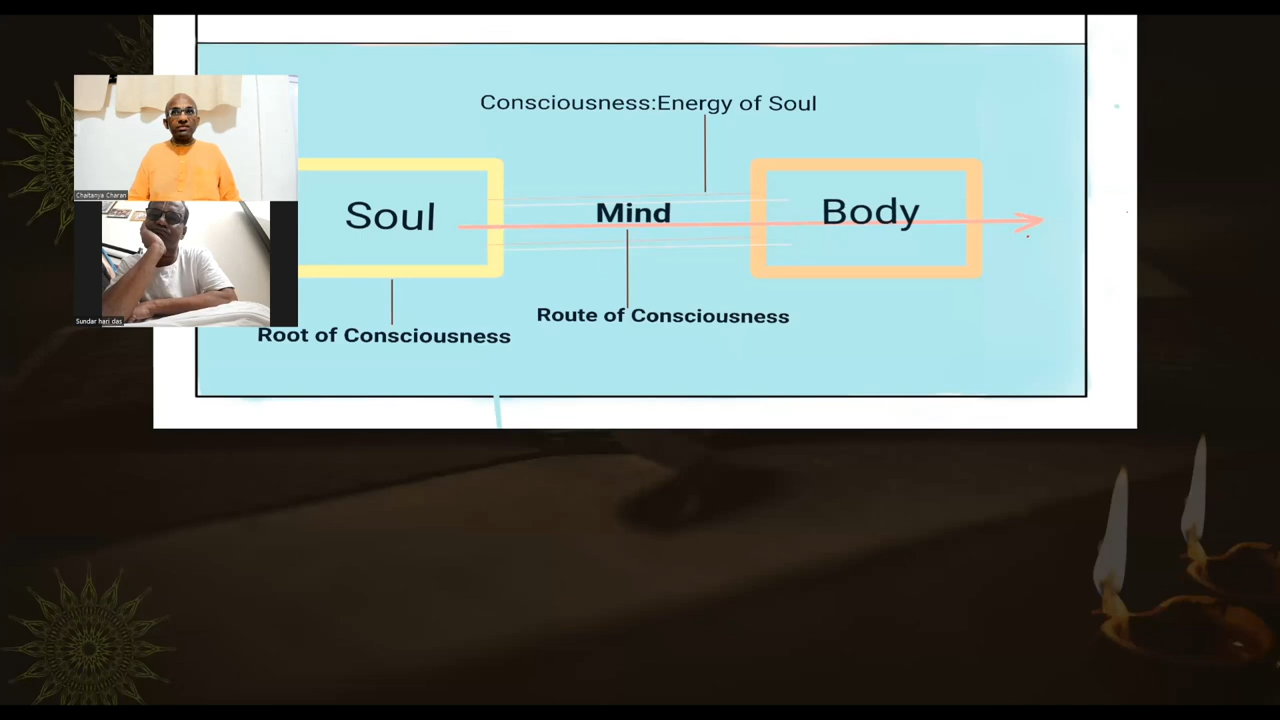 Consciousness:Energy of Soul
Chaitanya Charan
Soul
Mind
Body
Route of Consciousness
Sundar hari das
Root of Consciousness